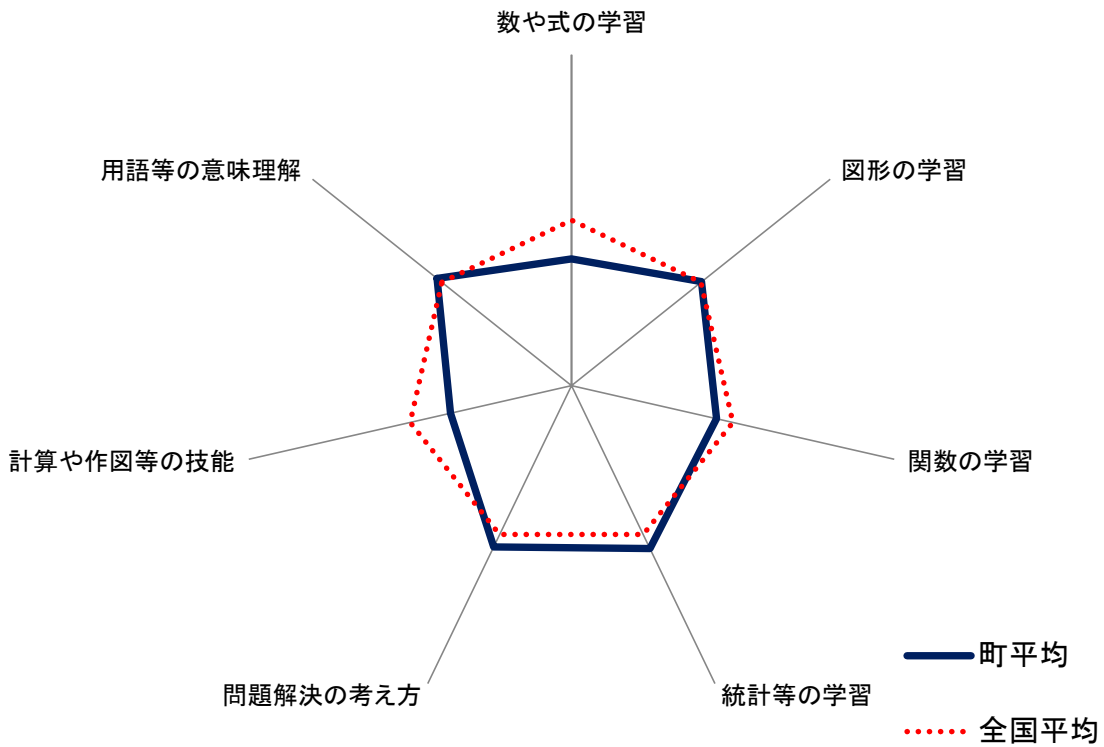 数や式の学習
図形の学習
関数の学習
統計等の学習
問題解決の考え方
計算や作図等の技能
用語等の意味理解
町平均
全国平均